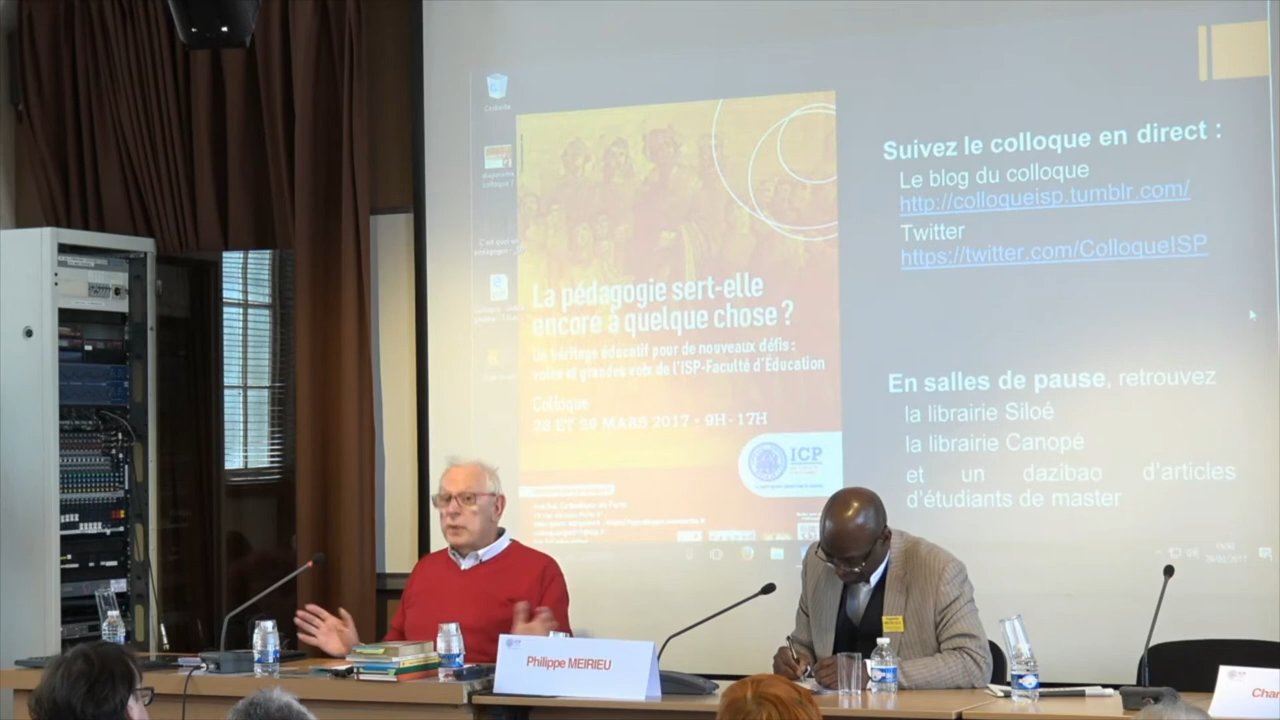 Corbeille
La pédagogie sert-elle
encore à quelque chose ?
Un héritage éducatif pour de nouveaux défis :
voies et grandes voix de l'ISP-Faculté d'Éducation
Colloque
28 ET 29 MARS 2017 • 9H-17H
ICP
Suivez le colloque en direct :
Le blog du colloque
http://colloqueisp.tumblr.com/
Twitter
https://twitter.com/ColloqueISP
En salles de pause, retrouvez
la librairie Siloé
la librairie Canopé
et un dazibao d'articles
d'étudiants de master
ICP
Philippe MEIRIEU
Char